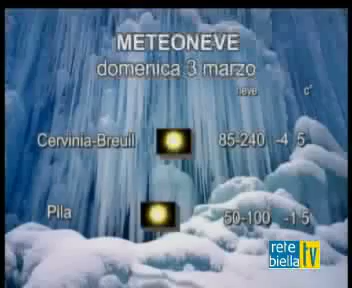 METEONEVE
domenica 3 marzo
neve c°
Cervinia-Breuil 85-240 -4 5
Pila 50-100 -1 5
rete
biella TV